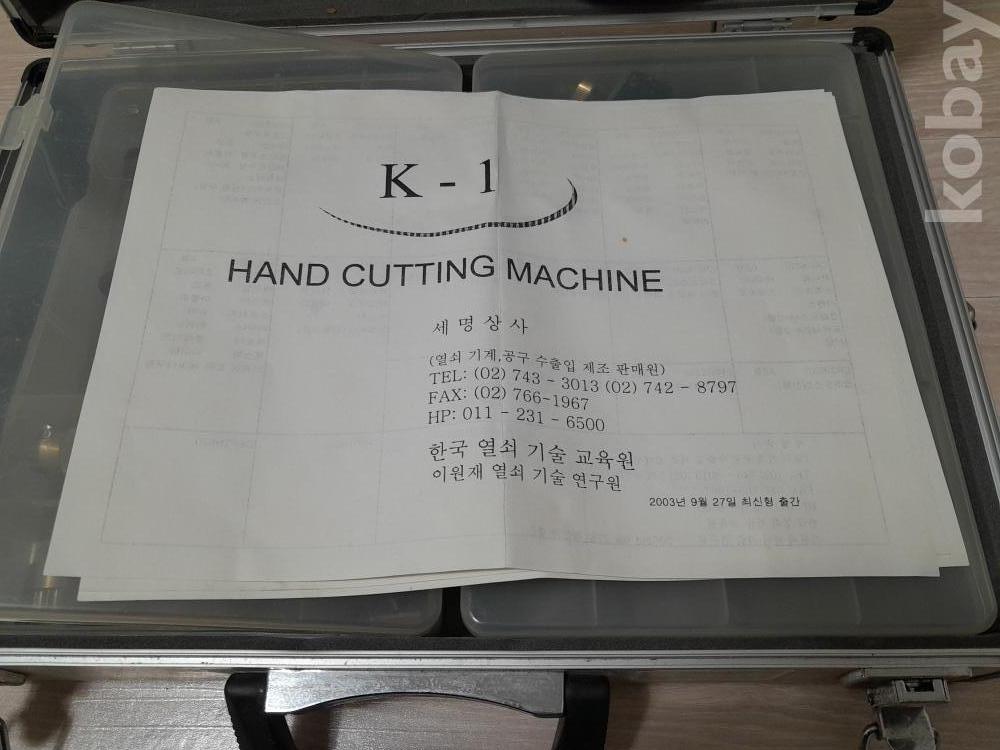 kobay
K - 1
HAND CUTTING MACHINE
세 명 상 사
(열쇠 기계,공구 수출입 제조 판매원)
TEL: (02) 743 - 3013 (02) 742 - 8797
FAX: (02) 766-1967
HP: 011 - 231 - 6500
한국 열쇠 기술 교육원
이원재 열쇠 기술 연구원
2003년 9월 27일 최신형 출간